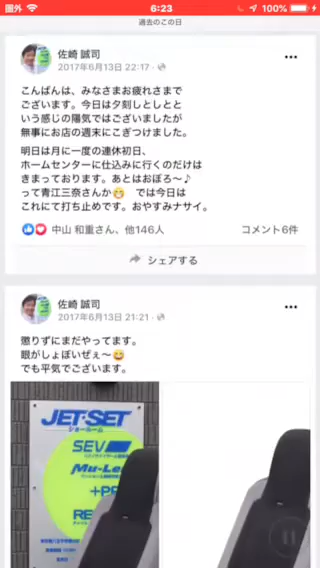 圏外
6:23
100%
過去のこの日
佐崎 誠司
2017年6月13日 22:17
こんばんは、みなさまお疲れさまで
ございます。今日は夕刻しとしとと
いう感じの陽気ではございましたが
無事にお店の週末にこぎつけました。
明日は月に一度の連休初日、
ホームセンターに仕込みに行くのだけは
きまっております。あとはおぼろ〜♪
って青江三奈さんか😁 では今日は
これにて打ち止めです。おやすみナサイ。
中山 和重さん、他146人
コメント6件
シェアする
佐崎 誠司
2017年6月13日 21:21
懲りずにまだやってます。
眼がしょぼいぜぇ〜😅
でも平気でございます。
JET-SET
ショールーム
SEV
Mu-Le
+PR
RE